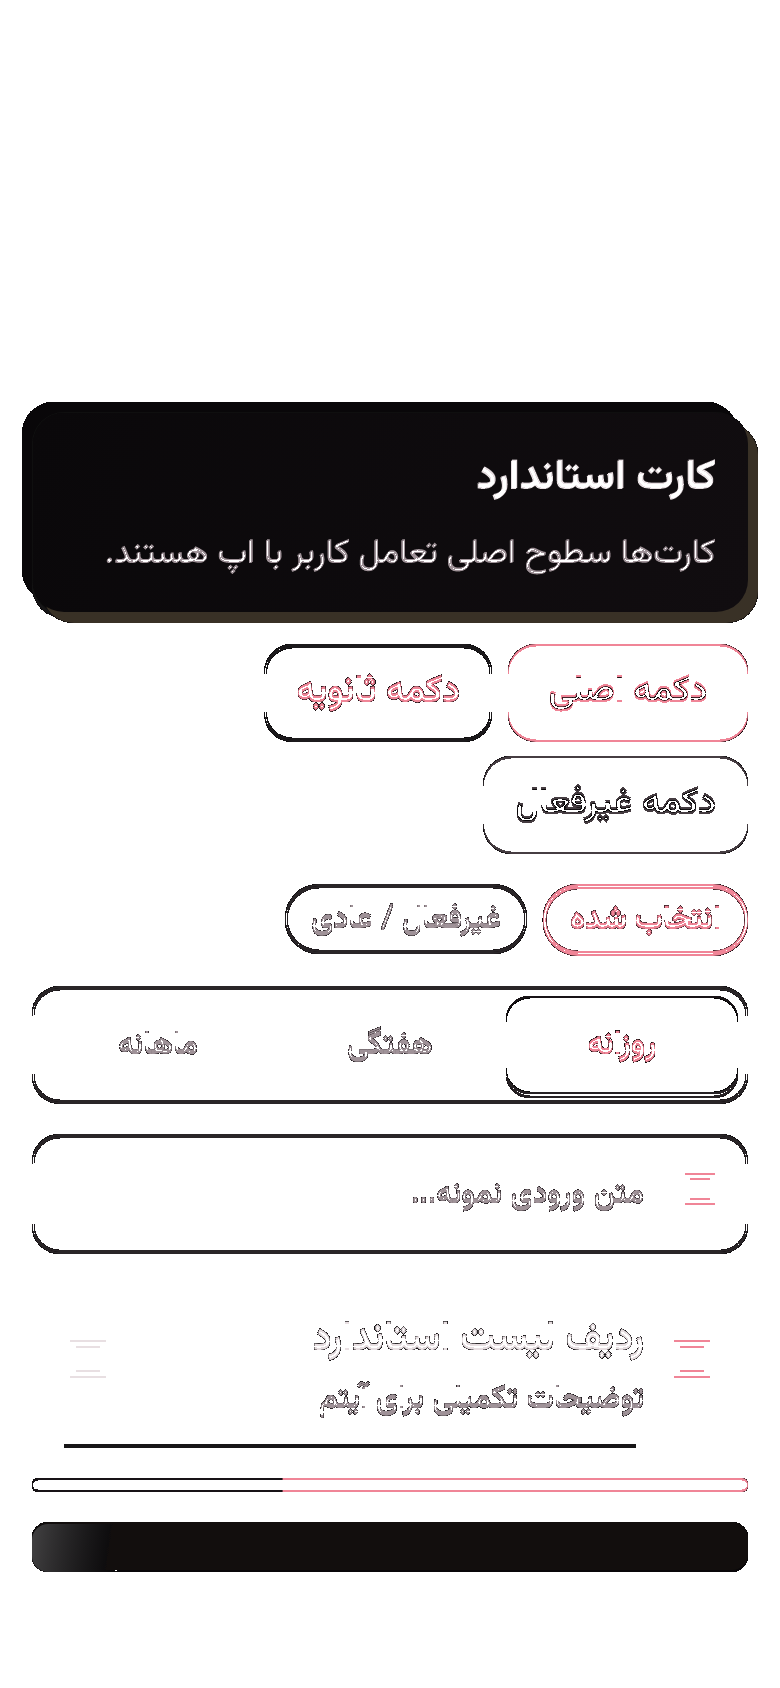 کارت استاندارد
کارت‌ها سطوح اصلی تعامل کاربر با اپ هستند.
دکمه اصلی
دکمه ثانویه
دکمه غیرفعال
انتخاب شده
غیرفعال / عادی
روزانه
هفتگی
ماهانه
متن ورودی نمونه...
ردیف لیست استاندارد
توضیحات تکمیلی برای آیتم